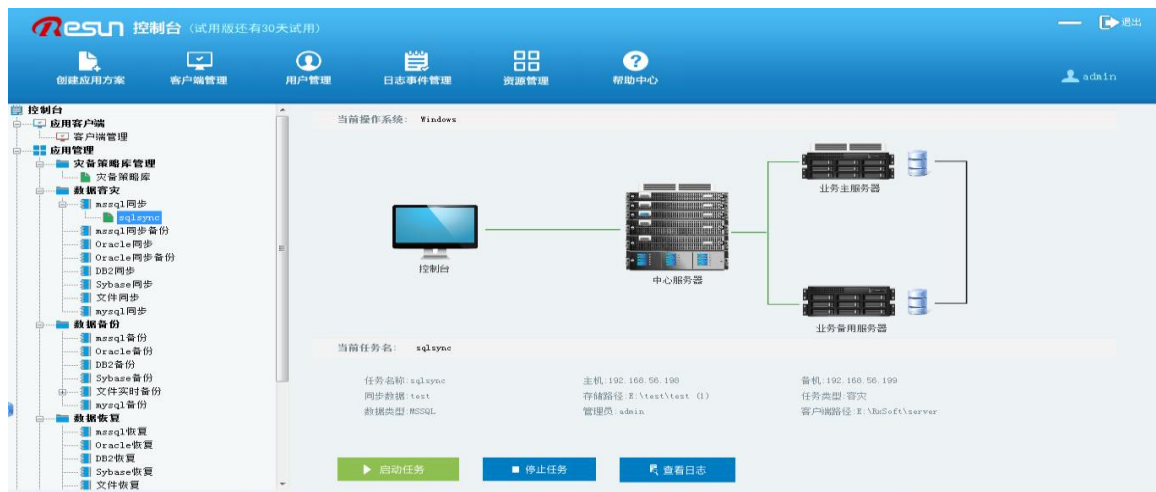 Resun 控制台（试用版还有30天试用）
退出
创建应用方案 客户端管理 用户管理 日志事件管理 资源管理 帮助中心
admin
控制台
应用客户端
客户端管理
应用管理
灾备策略库管理
灾备策略库
数据容灾
mssql同步
sqlsync
mssql同步备份
Oracle同步
Oracle同步备份
DB2同步
Sybase同步
文件同步
mysql同步
数据备份
mssql备份
Oracle备份
DB2备份
Sybase备份
文件实时备份
mysql备份
数据恢复
mssql恢复
Oracle恢复
DB2恢复
Sybase恢复
文件恢复
当前操作系统： Windows
业务主服务器
控制台
中心服务器
业务备用服务器
当前任务名： sqlsync
任务名称:sqlsync 主机:192.168.56.198 备机:192.168.56.199
同步数据:test 存储路径:E:\test\test (1) 任务类型:容灾
数据类型:MSSQL 管理员:admin 客户端路径:E:\RxSoft\server
启动任务 停止任务 查看日志